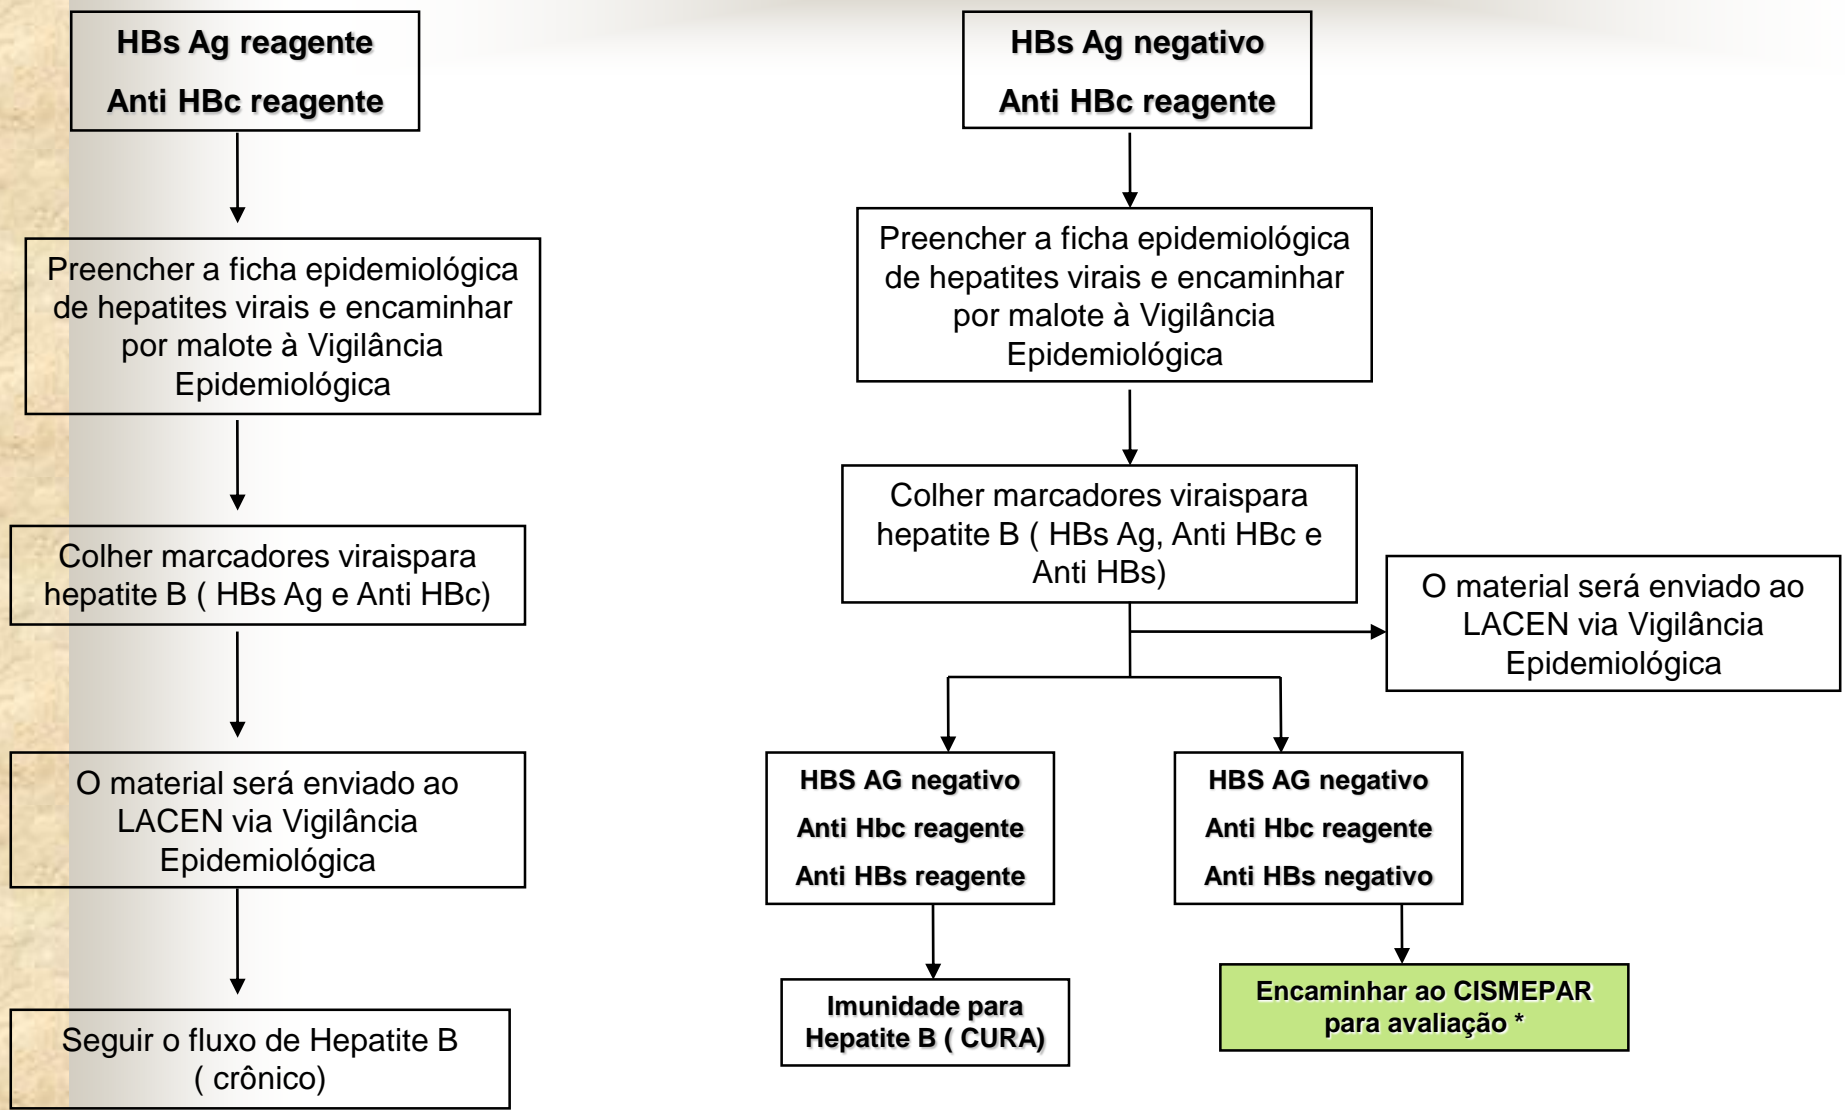 HBs Ag reagente
Anti HBc reagente
Preencher a ficha epidemiológica
de hepatites virais e encaminhar
por malote à Vigilância
Epidemiológica
Colher marcadores viraispara
hepatite B ( HBs Ag e Anti HBc)
O material será enviado ao
LACEN via Vigilância
Epidemiológica
Seguir o fluxo de Hepatite B
( crônico)
HBs Ag negativo
Anti HBc reagente
Preencher a ficha epidemiológica
de hepatites virais e encaminhar
por malote à Vigilância
Epidemiológica
Colher marcadores viraispara
hepatite B ( HBs Ag, Anti HBc e
Anti HBs)
O material será enviado ao
LACEN via Vigilância
Epidemiológica
HBS AG negativo
Anti Hbc reagente
Anti HBs reagente
Imunidade para
Hepatite B ( CURA)
HBS AG negativo
Anti Hbc reagente
Anti HBs negativo
Encaminhar ao CISMEPAR
para avaliação *